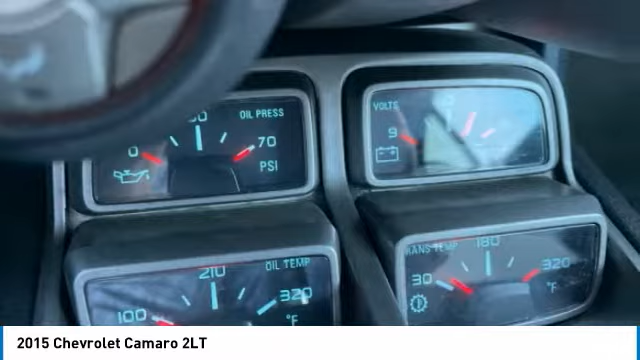 OIL PRESS
0
70
PSI
VOLTS
9
210
OIL TEMP
100
320
°F
TRANS TEMP
180
30
320
°F
2015 Chevrolet Camaro 2LT